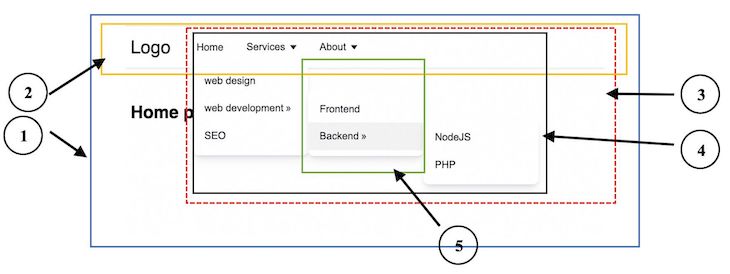 Logo Home Services ▼ About ▼
web design
2
3
web development » Frontend
Home p
1
SEO Backend » NodeJS
4
PHP
5